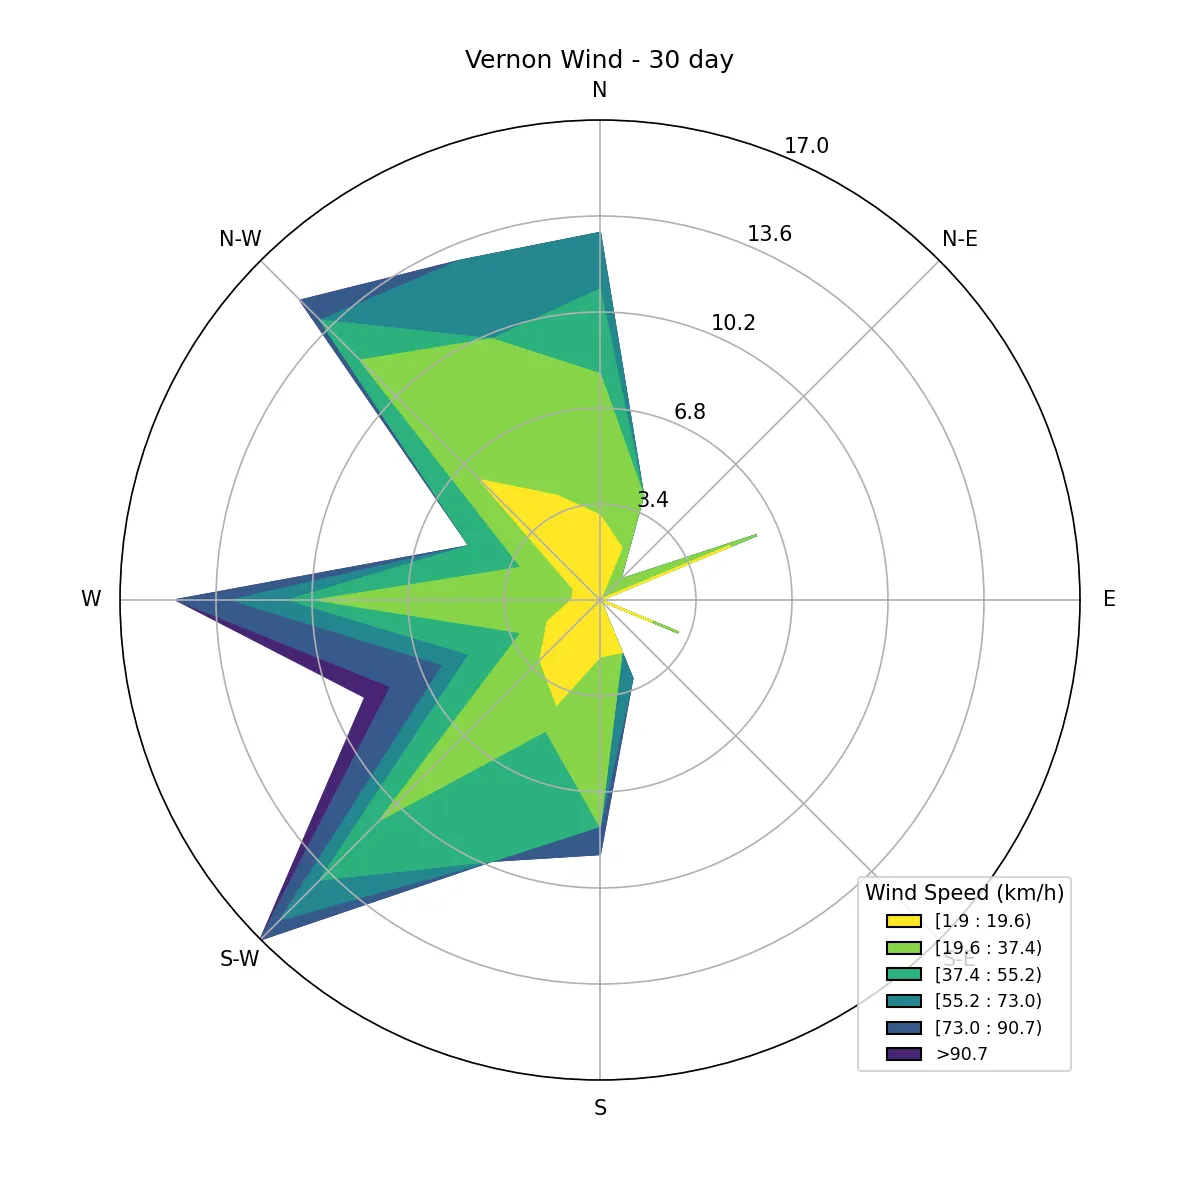 Vernon Wind - 30 day
N
17.0
N-W
13.6
N-E
10.2
6.8
3.4
W
E
Wind Speed (km/h)
[1.9 : 19.6)
[19.6 : 37.4)
S-W
S-E
[37.4 : 55.2)
[55.2 : 73.0)
[73.0 : 90.7)
>90.7
S